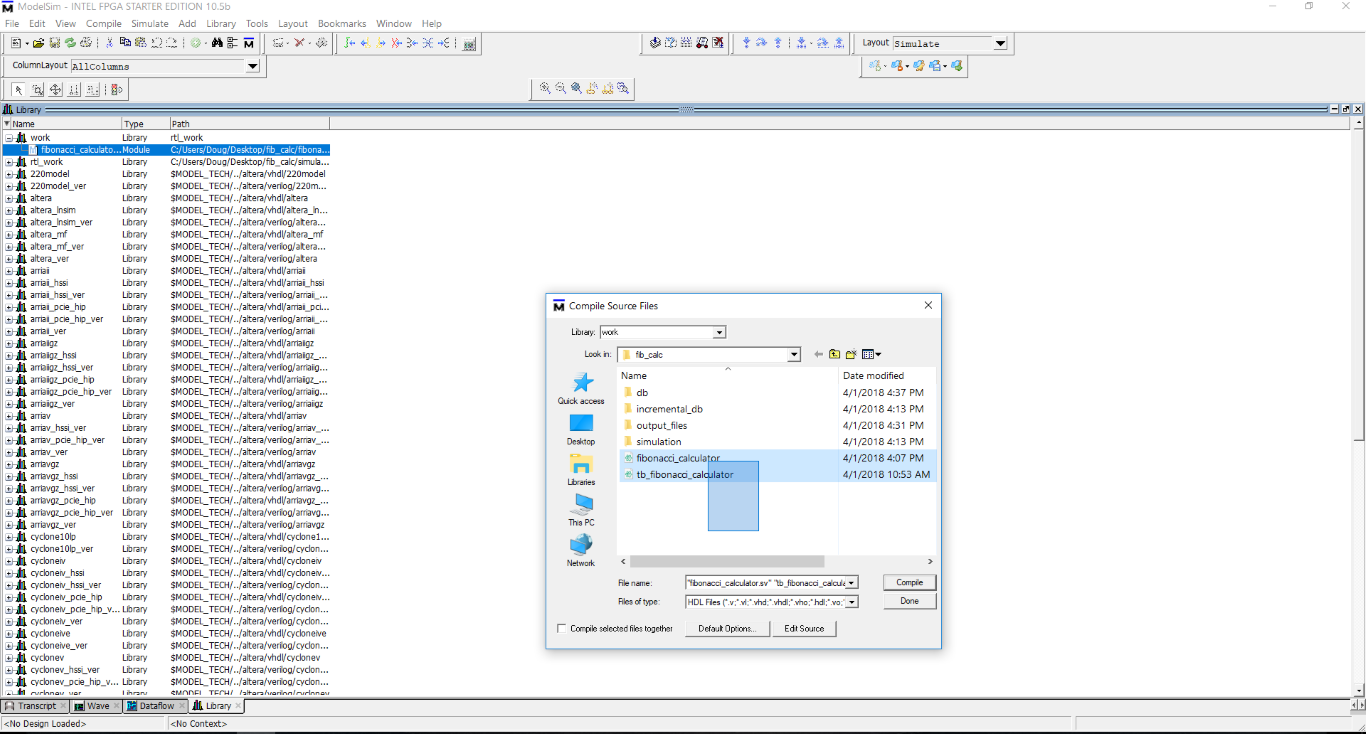 ModelSim - INTEL FPGA STARTER EDITION 10.5b
File Edit View Compile Simulate Add Library Tools Layout Bookmarks Window Help
Layout Simulate
ColumnLayout AllColumns
Library
Name Type Path
work Library rtl_work
fibonacci_calculato... Module C:/Users/Doug/Desktop/fib_calc/fibona...
rtl_work Library C:/Users/Doug/Desktop/fib_calc/simula...
220model Library $MODEL_TECH/../altera/vhdl/220model
220model_ver Library $MODEL_TECH/../altera/verilog/220m...
altera Library $MODEL_TECH/../altera/vhdl/altera
altera_lnsim Library $MODEL_TECH/../altera/vhdl/altera_ln...
altera_lnsim_ver Library $MODEL_TECH/../altera/verilog/altera...
altera_mf Library $MODEL_TECH/../altera/vhdl/altera_mf
altera_mf_ver Library $MODEL_TECH/../altera/verilog/altera...
altera_ver Library $MODEL_TECH/../altera/verilog/altera
arriaii Library $MODEL_TECH/../altera/vhdl/arriaii
arriaii_hssi Library $MODEL_TECH/../altera/vhdl/arriaii_hssi
arriaii_hssi_ver Library $MODEL_TECH/../altera/verilog/arriaii_...
arriaii_pcie_hip Library $MODEL_TECH/../altera/vhdl/arriaii_pci...
arriaii_pcie_hip_ver Library $MODEL_TECH/../altera/verilog/arriaii_...
arriaii_ver Library $MODEL_TECH/../altera/verilog/arriaii
arriaiigz Library $MODEL_TECH/../altera/vhdl/arriaiigz
arriaiigz_hssi Library $MODEL_TECH/../altera/vhdl/arriaiigz_...
arriaiigz_hssi_ver Library $MODEL_TECH/../altera/verilog/arriaiig...
arriaiigz_pcie_hip Library $MODEL_TECH/../altera/vhdl/arriaiigz_...
arriaiigz_pcie_hip_ver Library $MODEL_TECH/../altera/verilog/arriaiig...
arriaiigz_ver Library $MODEL_TECH/../altera/verilog/arriaiigz
arriav Library $MODEL_TECH/../altera/vhdl/arriav
arriav_hssi_ver Library $MODEL_TECH/../altera/verilog/arriav_...
arriav_pcie_hip_ver Library $MODEL_TECH/../altera/verilog/arriav_...
arriav_ver Library $MODEL_TECH/../altera/verilog/arriav
arriavgz Library $MODEL_TECH/../altera/vhdl/arriavgz
arriavgz_hssi Library $MODEL_TECH/../altera/vhdl/arriavgz_...
arriavgz_hssi_ver Library $MODEL_TECH/../altera/verilog/arriavg...
arriavgz_pcie_hip Library $MODEL_TECH/../altera/vhdl/arriavgz_...
arriavgz_pcie_hip_ver Library $MODEL_TECH/../altera/verilog/arriavg...
arriavgz_ver Library $MODEL_TECH/../altera/verilog/arriavgz
cyclone10lp Library $MODEL_TECH/../altera/vhdl/cyclone1...
cyclone10lp_ver Library $MODEL_TECH/../altera/verilog/cyclon...
cycloneiv Library $MODEL_TECH/../altera/vhdl/cycloneiv
cycloneiv_hssi Library $MODEL_TECH/../altera/vhdl/cycloneiv...
cycloneiv_hssi_ver Library $MODEL_TECH/../altera/verilog/cyclon...
cycloneiv_pcie_hip Library $MODEL_TECH/../altera/vhdl/cycloneiv...
cycloneiv_pcie_hip_v... Library $MODEL_TECH/../altera/verilog/cyclon...
cycloneiv_ver Library $MODEL_TECH/../altera/verilog/cyclon...
cycloneive Library $MODEL_TECH/../altera/vhdl/cycloneive
cycloneive_ver Library $MODEL_TECH/../altera/verilog/cyclon...
cyclonev Library $MODEL_TECH/../altera/vhdl/cyclonev
cyclonev_hssi_ver Library $MODEL_TECH/../altera/verilog/cyclon...
cyclonev_pcie_hip_v... Library $MODEL_TECH/../altera/verilog/cyclon...
cyclonev_ver Library $MODEL_TECH/../altera/verilog/cyclonev
Compile Source Files
Library: work
Look in: fib_calc
Name Date modified
db 4/1/2018 4:37 PM
incremental_db 4/1/2018 4:13 PM
output_files 4/1/2018 4:31 PM
simulation 4/1/2018 4:13 PM
fibonacci_calculator 4/1/2018 4:07 PM
tb_fibonacci_calculator 4/1/2018 10:53 AM
Quick access
Desktop
Libraries
This PC
Network
File name: "fibonacci_calculator.sv" "tb_fibonacci_calcula Compile
Files of type: HDL Files (*.v;*.vl;*.vhd;*.vhdl;*.vho;*.hdl;*.vo;* Done
Compile selected files together Default Options... Edit Source
Transcript Wave Dataflow Library
<No Design Loaded> <No Context>